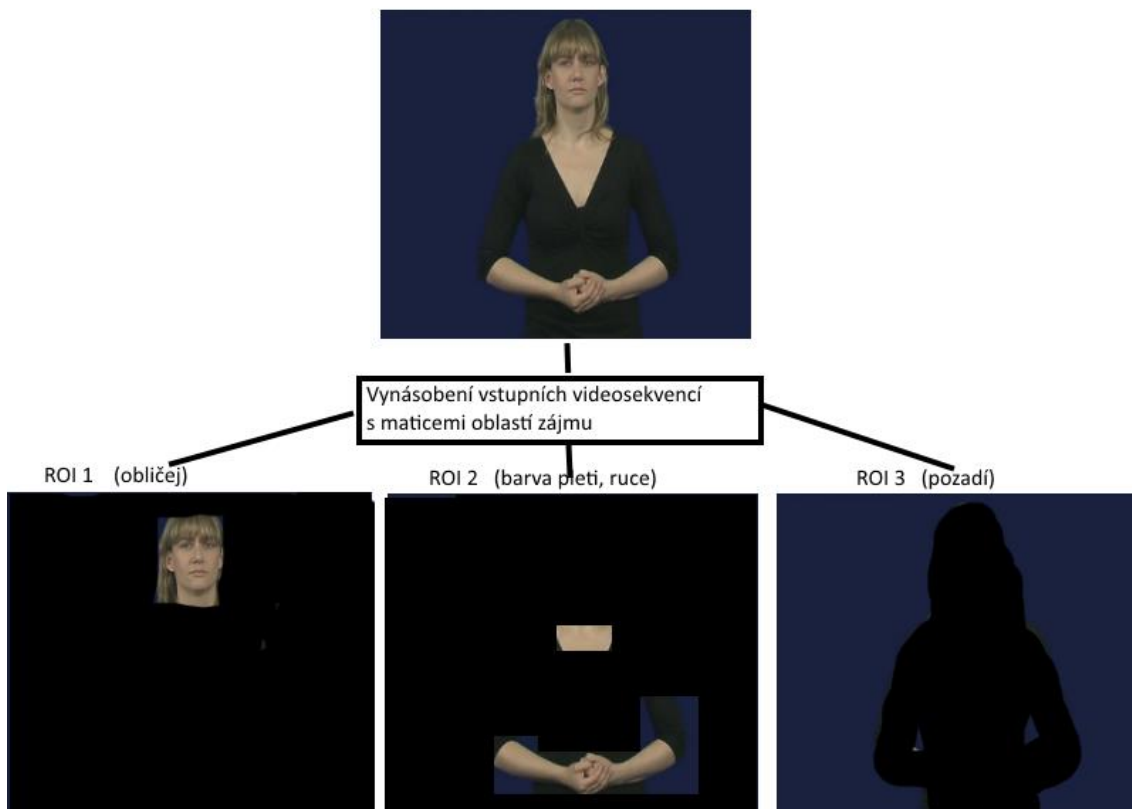 Vynásobení vstupních videosekvencí
s maticemi oblastí zájmu
ROI 1 (obličej)
ROI 2 (barva pleti, ruce)
ROI 3 (pozadí)